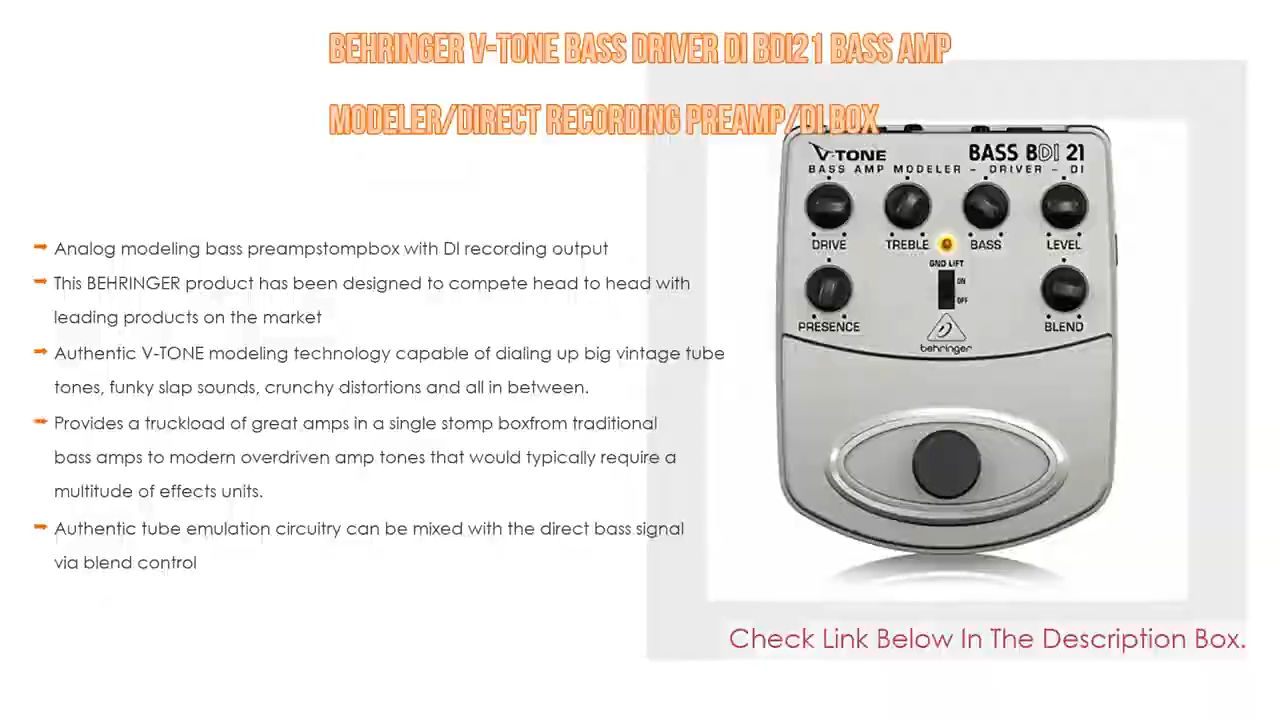 BEHRINGER V-TONE BASS DRIVER DI BDI21 BASS AMP
MODELER/DIRECT RECORDING PREAMP/DI BOX
Analog modeling bass preampstompbox with DI recording output
This BEHRINGER product has been designed to compete head to head with
leading products on the market
Authentic V-TONE modeling technology capable of dialing up big vintage tube
tones, funky slap sounds, crunchy distortions and all in between.
Provides a truckload of great amps in a single stomp boxfrom traditional
bass amps to modern overdriven amp tones that would typically require a
multitude of effects units.
Authentic tube emulation circuitry can be mixed with the direct bass signal
via blend control
V-TONE BASS BDI 21
BASS AMP MODELER - DRIVER - DI
DRIVE TREBLE BASS LEVEL
GND LIFT
ON
OFF
PRESENCE BLEND
behringer
Check Link Below In The Description Box.